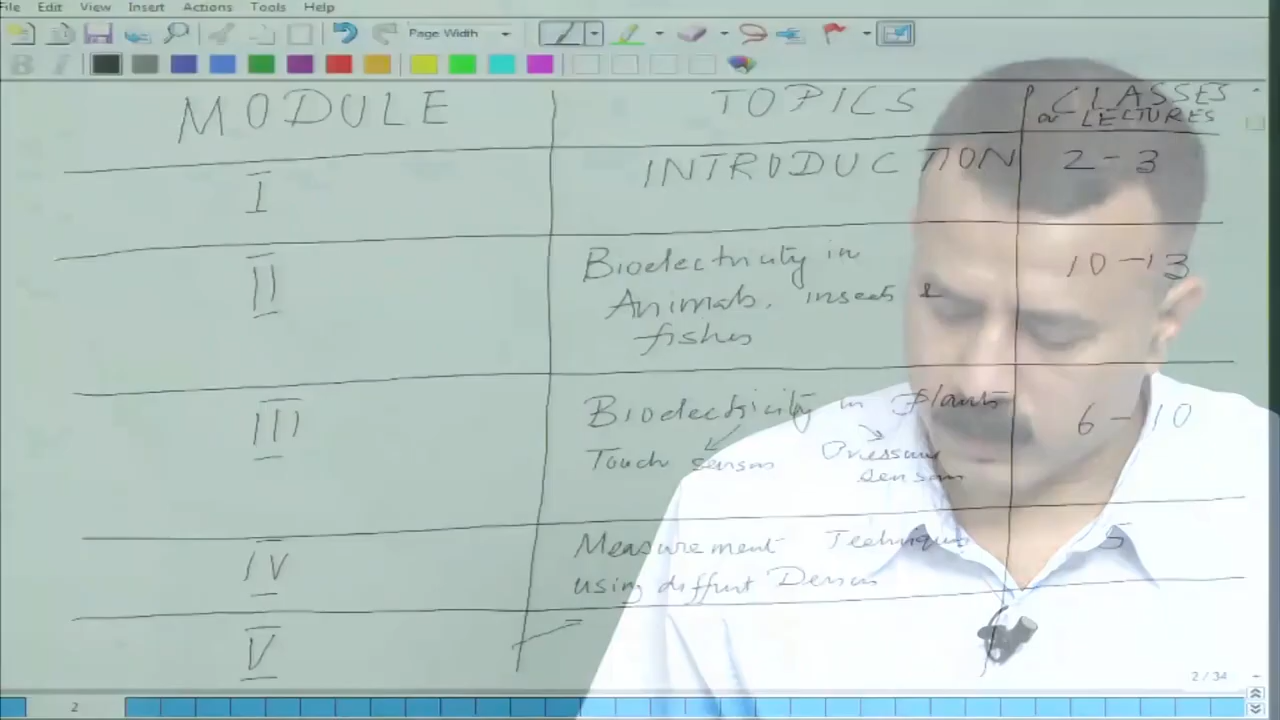 File Edit View Insert Actions Tools Help
Page Width
MODULE TOPICS CLASSES
or LECTURES
I INTRODUCTION 2-3
II Bioelectricity in 10-13
Animals, insects &
fishes
III Bioelectricity in Plants 6-10
Touch sensors Pressure
sensors
IV Measurement Techniques 5
using diffrent
V
2 / 34
2